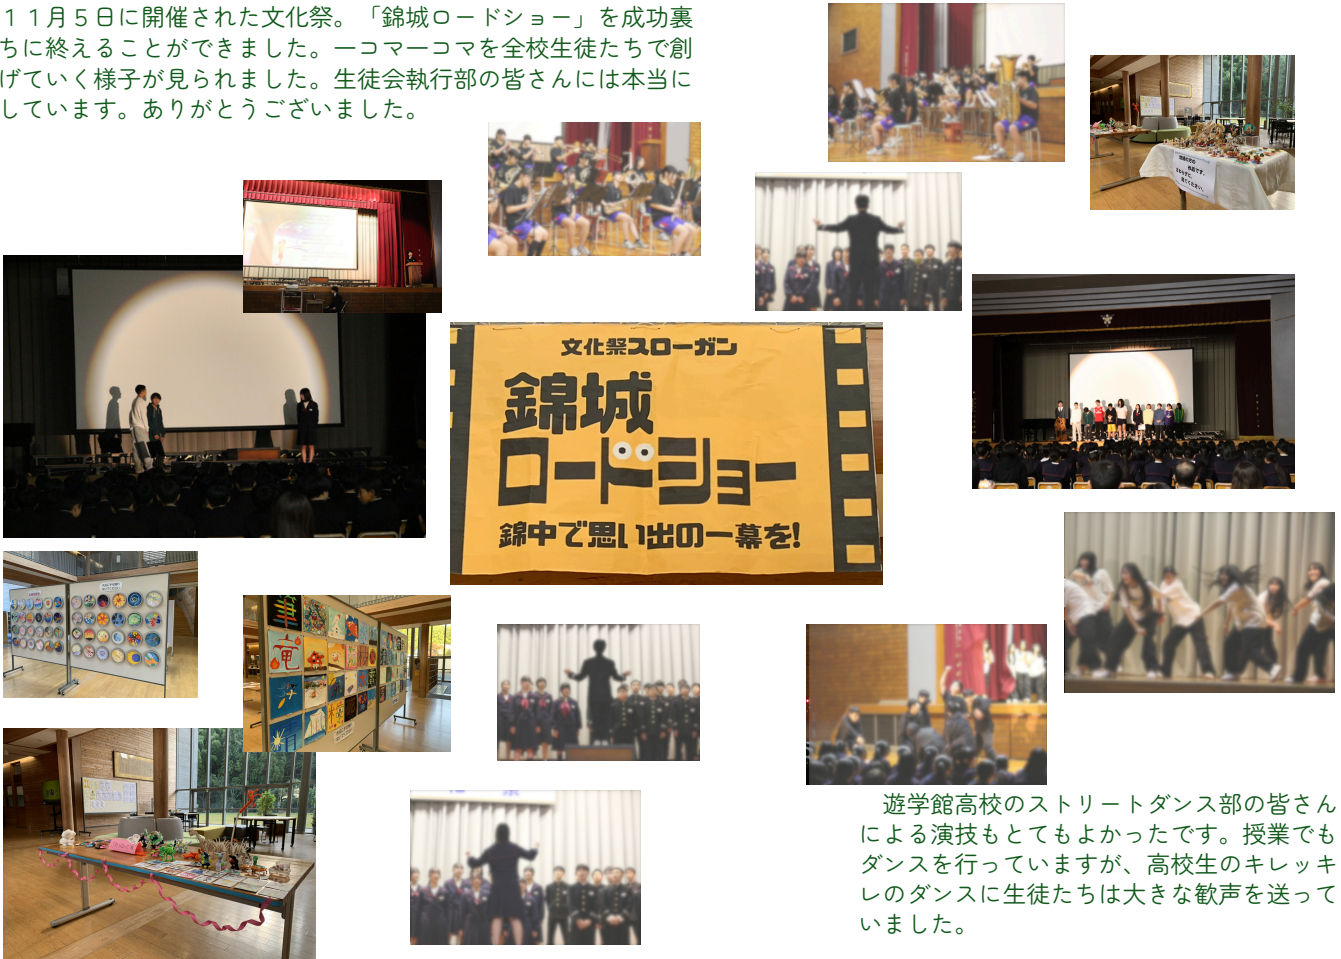 １１月５日に開催された文化祭。「錦城ロードショー」を成功裏
ちに終えることができました。一コマ一コマを全校生徒たちで創
げていく様子が見られました。生徒会執行部の皆さんには本当に
しています。ありがとうございました。
文化祭スローガン
錦城
ロードショー
錦中で思い出の一幕を!
竜
遊学館高校のストリートダンス部の皆さん
による演技もとてもよかったです。授業でも
ダンスを行っていますが、高校生のキレッキ
レのダンスに生徒たちは大きな歓声を送って
いました。